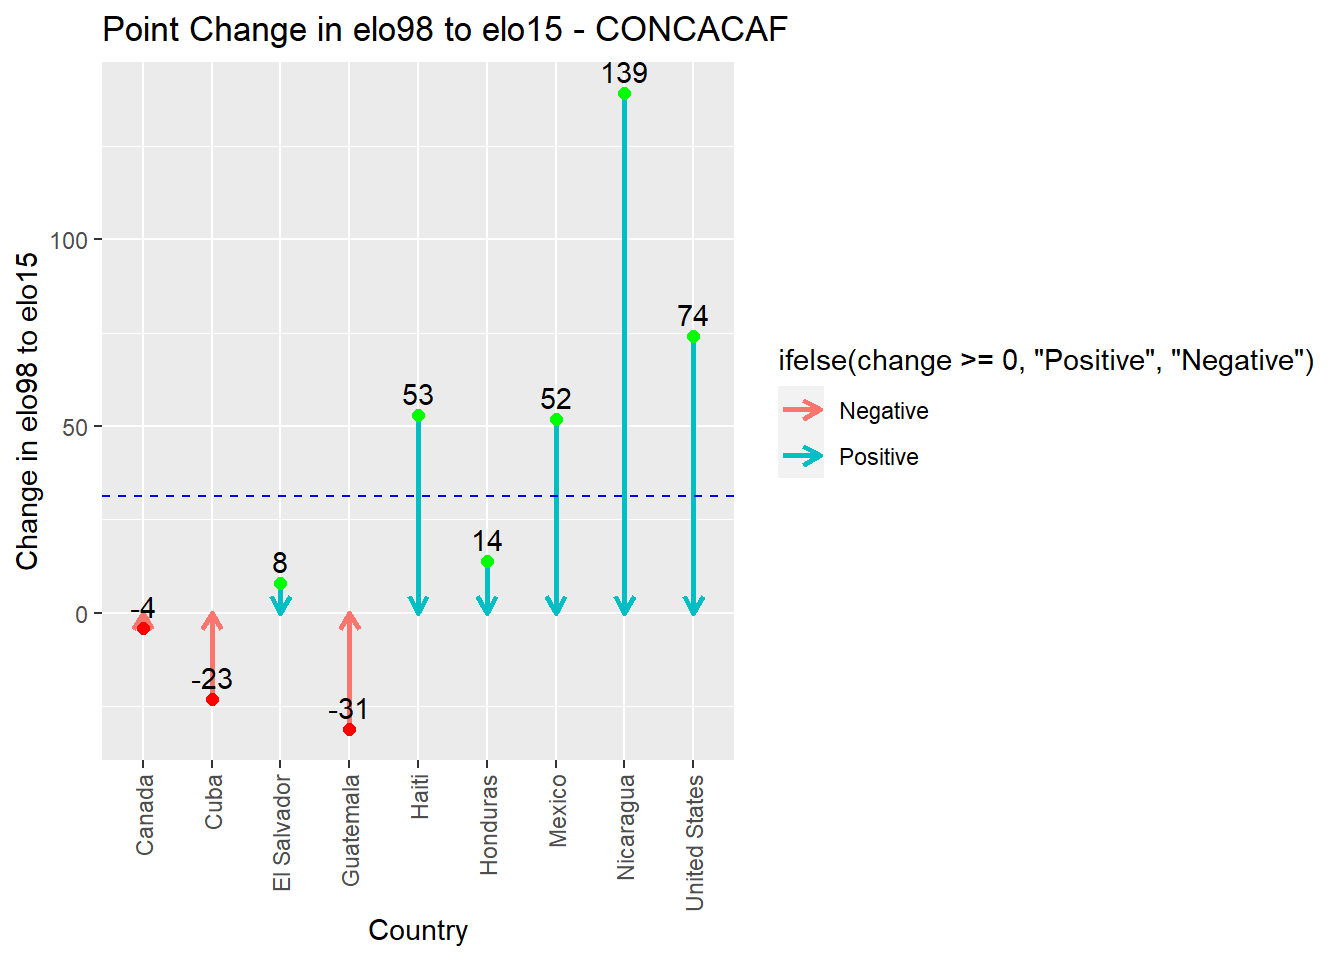 Point Change in elo98 to elo15 - CONCACAF
139
100
74
53
52
50
14
8
-4
0
-23
-31
Change in elo98 to elo15
Canada
Cuba
El Salvador
Guatemala
Haiti
Honduras
Mexico
Nicaragua
United States
Country
ifelse(change >= 0, "Positive", "Negative")
Negative
Positive